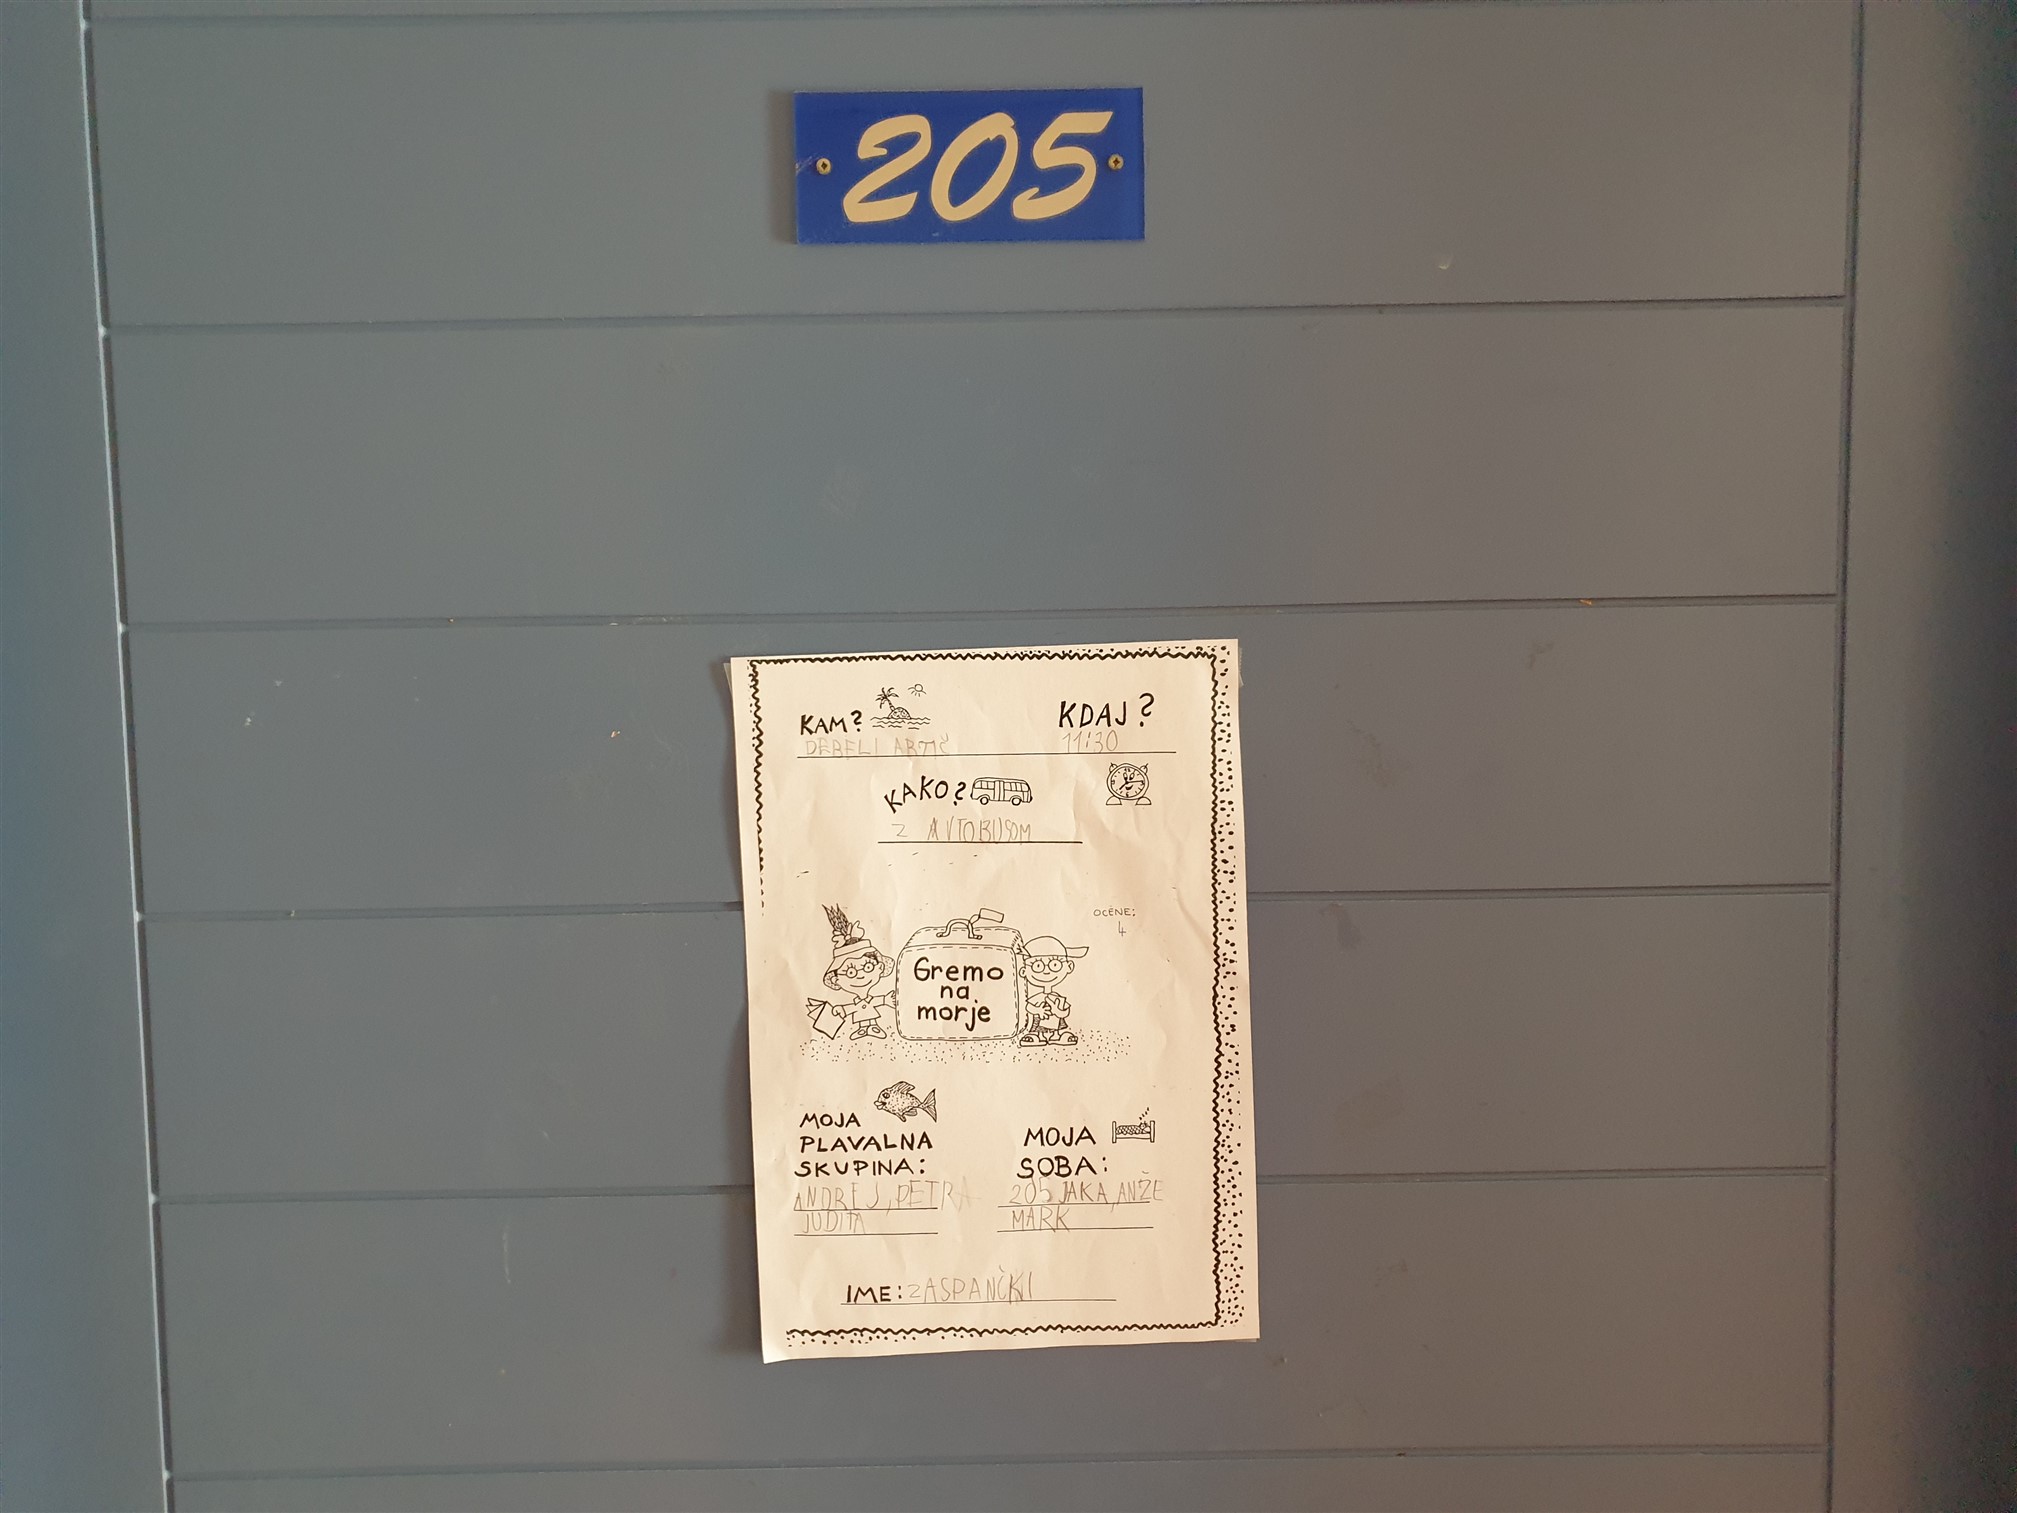 205
KAM? KDAJ?
DEBELI ARTIČ 11:30
KAKO?
Z AVTOBUSOM
OCENE:
4
Gremo
na
morje
MOJA
PLAVALNA
SKUPINA:
ANDREJ, PETRA
JUDITA
MOJA
SOBA:
205 JAKA, ANŽE
MARK
IME: ZASPANČKI